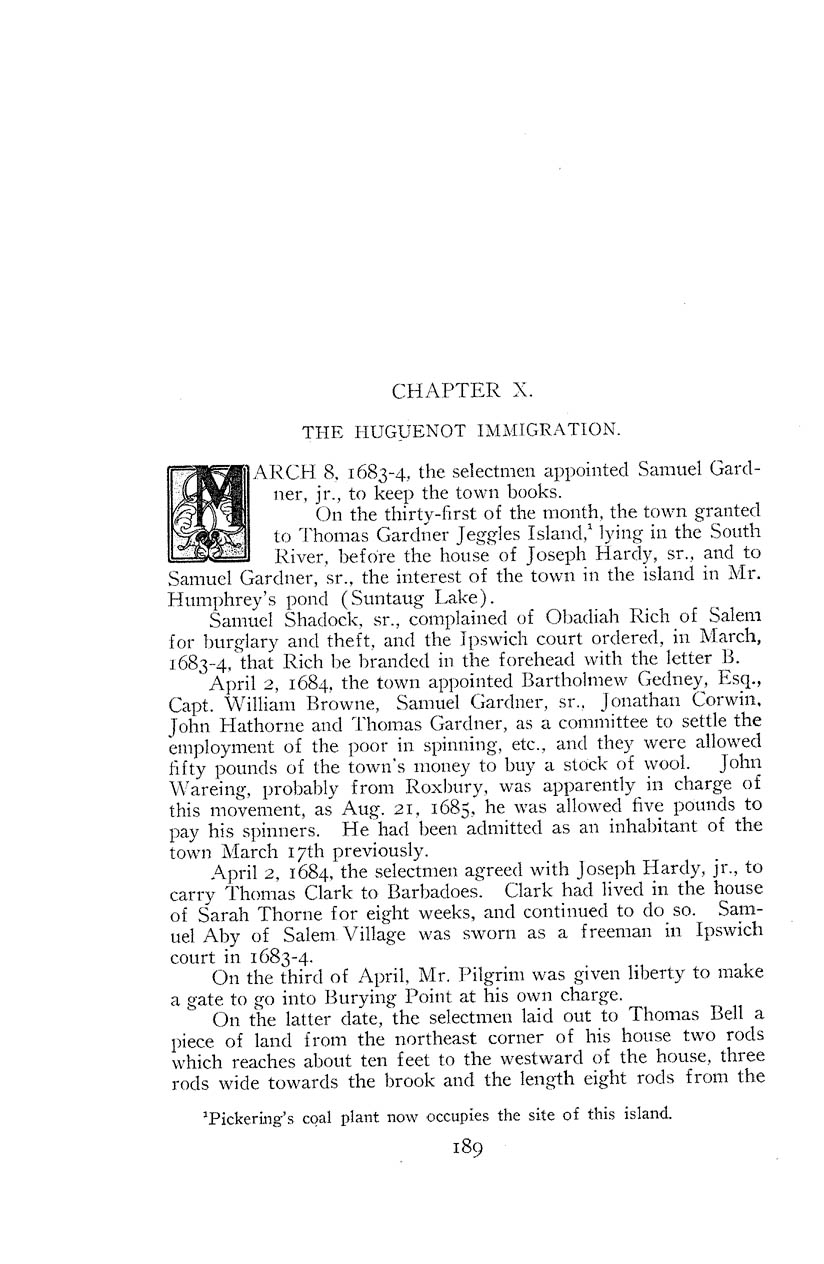 CHAPTER X.
THE HUGUENOT IMMIGRATION.
MARCH 8, 1683-4, the selectmen appointed Samuel Gard-
ner, jr., to keep the town books.
On the thirty-first of the month, the town granted
to Thomas Gardner Jeggles Island,¹ lying in the South
River, before the house of Joseph Hardy, sr., and to
Samuel Gardner, sr., the interest of the town in the island in Mr.
Humphrey's pond (Suntaug Lake).
Samuel Shadock, sr., complained of Obadiah Rich of Salem
for burglary and theft, and the Ipswich court ordered, in March,
1683-4, that Rich be branded in the forehead with the letter B.
April 2, 1684, the town appointed Bartholmew Gedney, Esq.,
Capt. William Browne, Samuel Gardner, sr., Jonathan Corwin,
John Hathorne and Thomas Gardner, as a committee to settle the
employment of the poor in spinning, etc., and they were allowed
fifty pounds of the town's money to buy a stock of wool. John
Wareing, probably from Roxbury, was apparently in charge of
this movement, as Aug. 21, 1685, he was allowed five pounds to
pay his spinners. He had been admitted as an inhabitant of the
town March 17th previously.
April 2, 1684, the selectmen agreed with Joseph Hardy, jr., to
carry Thomas Clark to Barbadoes. Clark had lived in the house
of Sarah Thorne for eight weeks, and continued to do so. Sam-
uel Aby of Salem Village was sworn as a freeman in Ipswich
court in 1683-4.
On the third of April, Mr. Pilgrim was given liberty to make
a gate to go into Burying Point at his own charge.
On the latter date, the selectmen laid out to Thomas Bell a
piece of land from the northeast corner of his house two rods
which reaches about ten feet to the westward of the house, three
rods wide towards the brook and the length eight rods from the
¹Pickering's coal plant now occupies the site of this island.
189